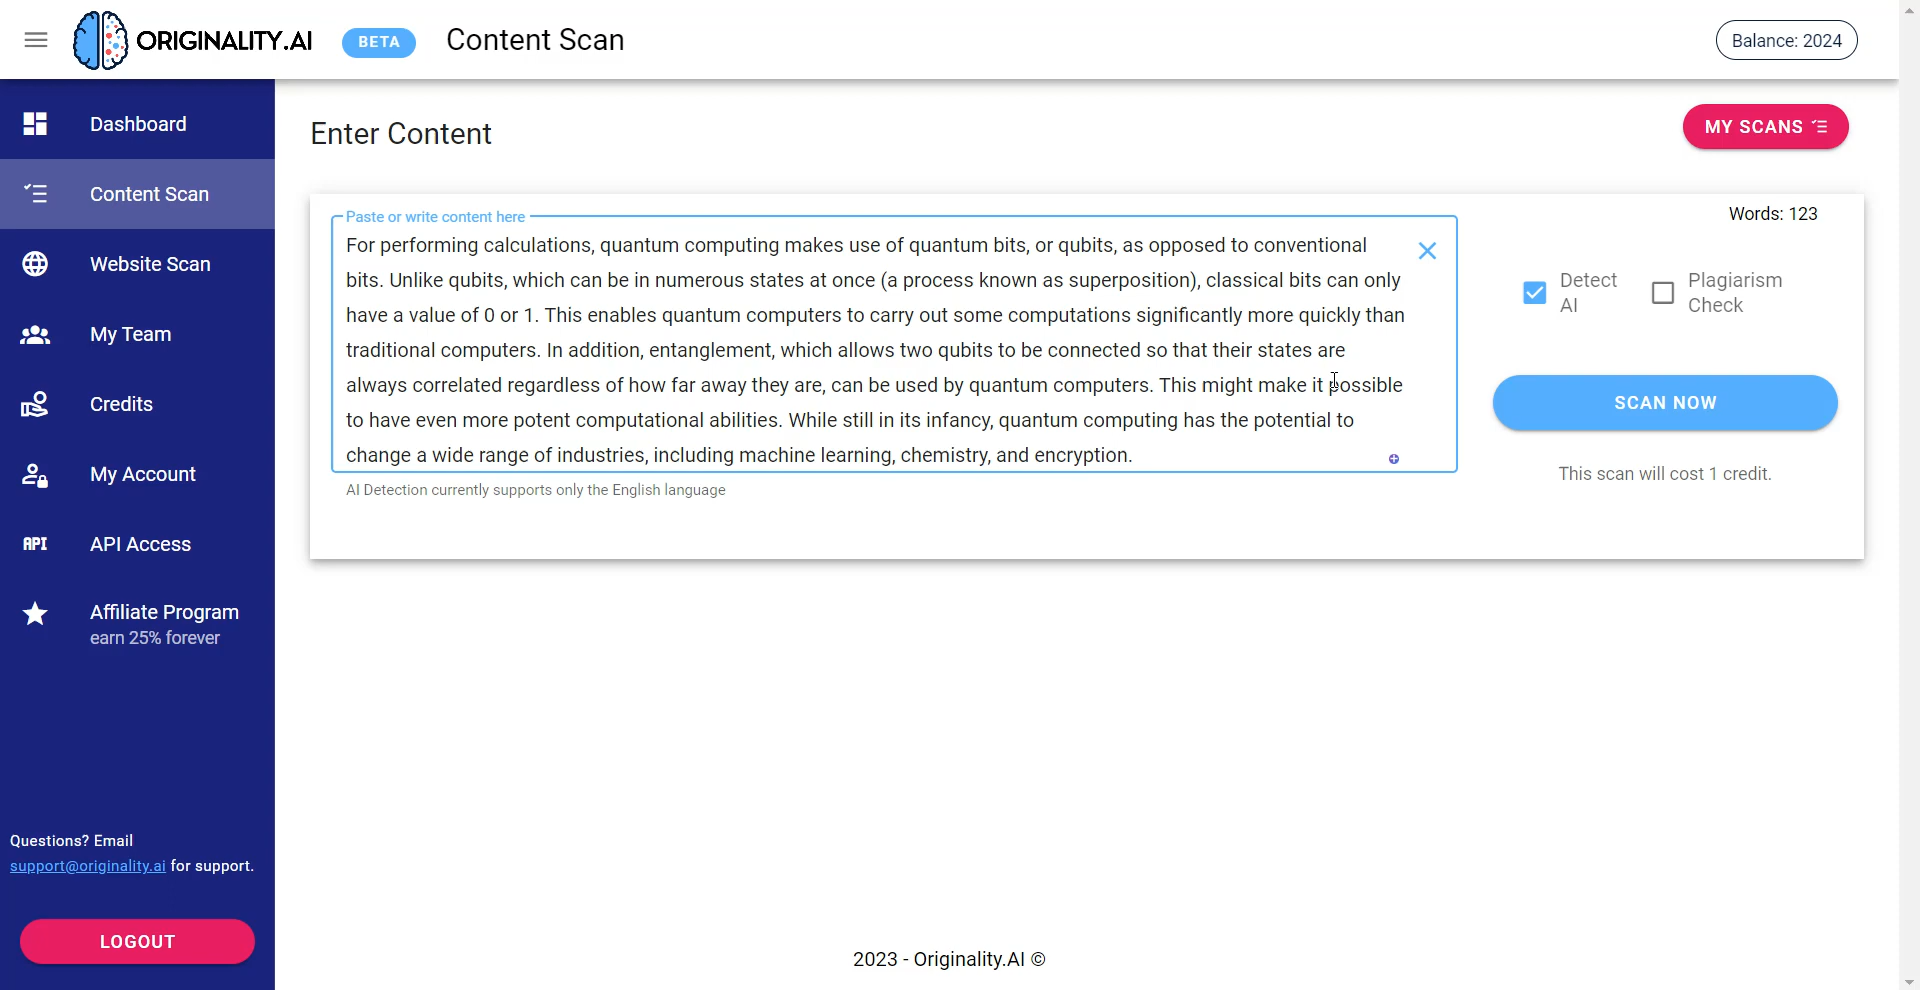 ORIGINALITY.AI BETA Content Scan Balance: 2024
Dashboard
Content Scan
Website Scan
My Team
Credits
My Account
API API Access
Affiliate Program
earn 25% forever
Questions? Email
support@originality.ai for support.
LOGOUT
Enter Content
MY SCANS
Paste or write content here
For performing calculations, quantum computing makes use of quantum bits, or qubits, as opposed to conventional
bits. Unlike qubits, which can be in numerous states at once (a process known as superposition), classical bits can only
have a value of 0 or 1. This enables quantum computers to carry out some computations significantly more quickly than
traditional computers. In addition, entanglement, which allows two qubits to be connected so that their states are
always correlated regardless of how far away they are, can be used by quantum computers. This might make it possible
to have even more potent computational abilities. While still in its infancy, quantum computing has the potential to
change a wide range of industries, including machine learning, chemistry, and encryption.
AI Detection currently supports only the English language
Words: 123
Detect
AI
Plagiarism
Check
SCAN NOW
This scan will cost 1 credit.
2023 - Originality.AI ©